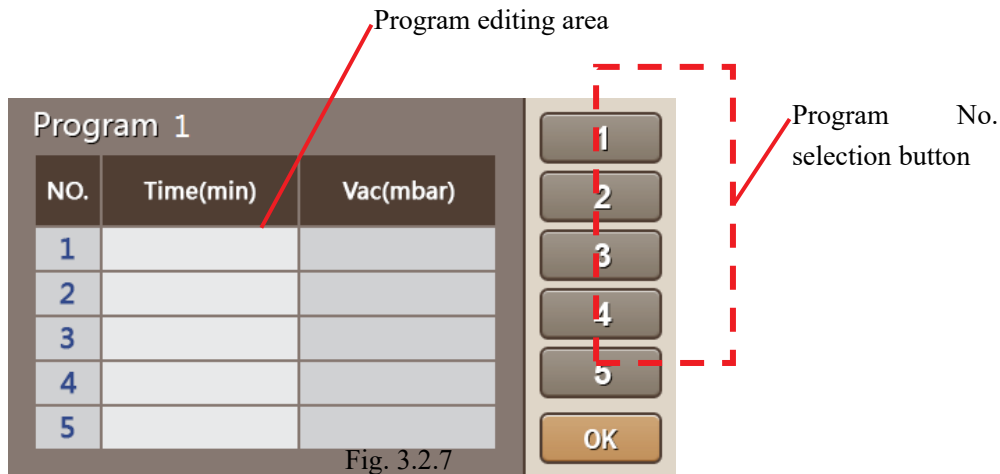 Program editing area
Program No.
selection button
Program 1
NO. Time(min) Vac(mbar)
1
2
3
4
5
1
2
3
4
5
OK
Fig. 3.2.7